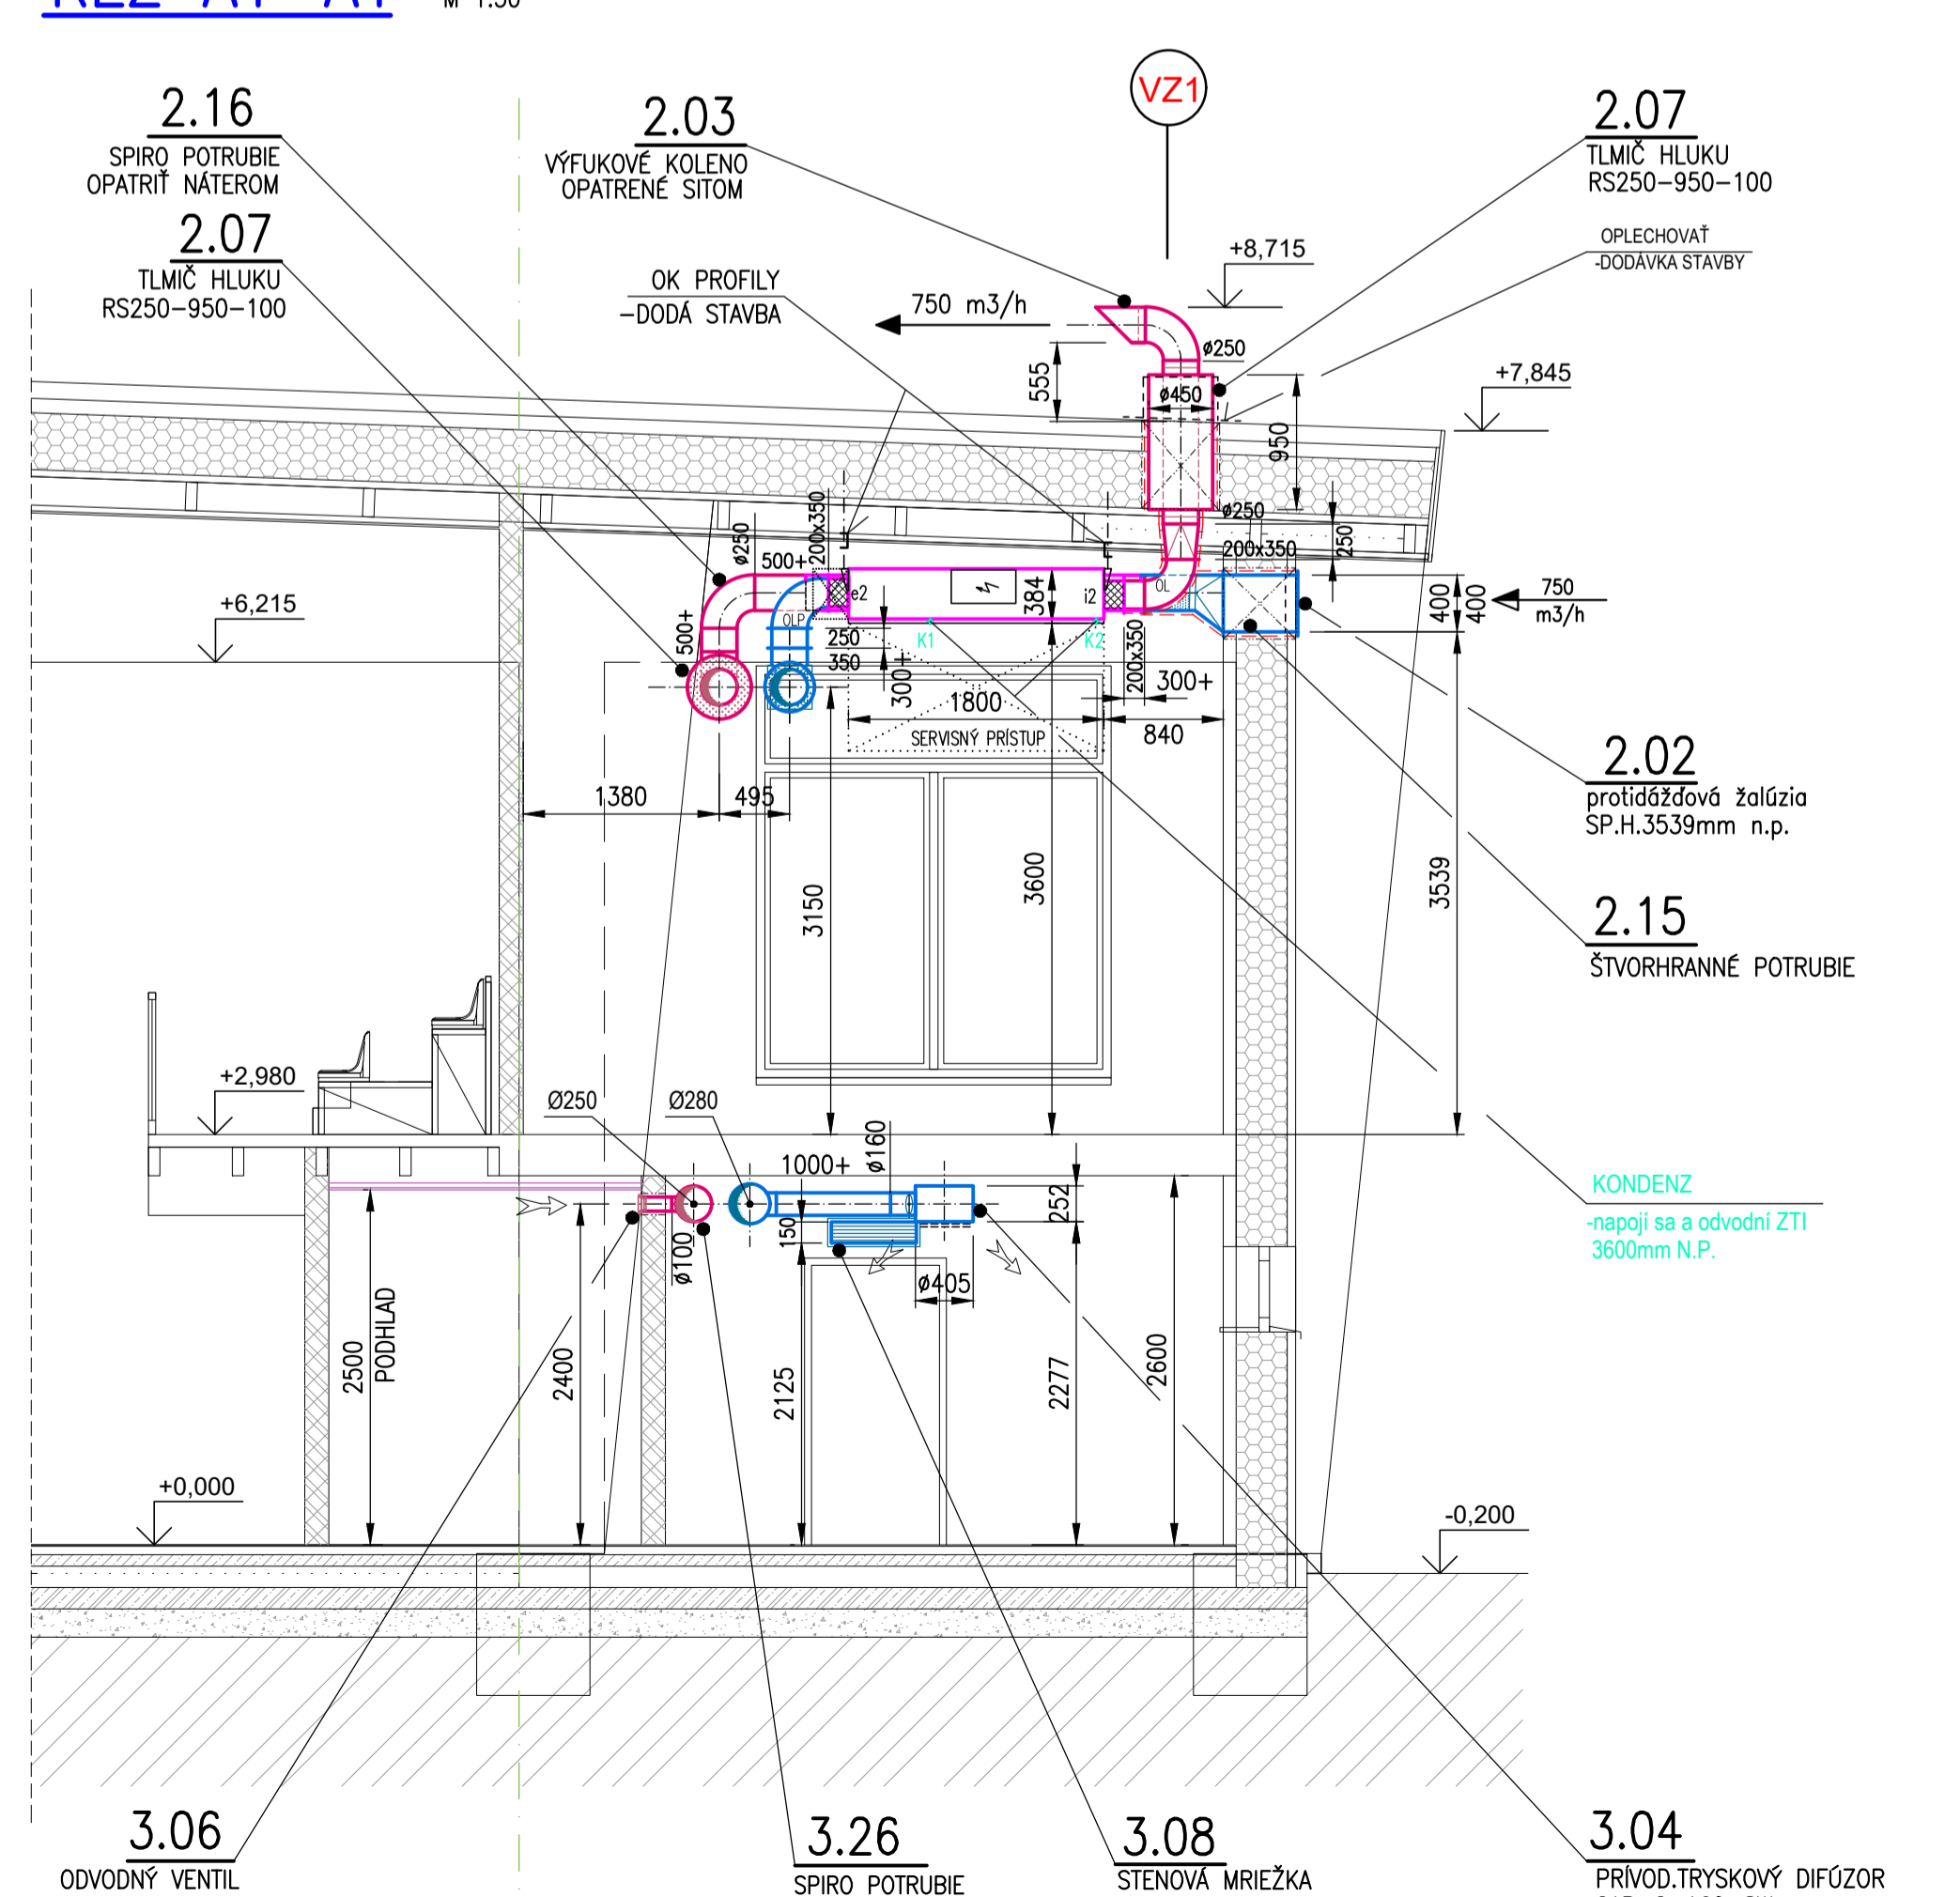 REZ A1-A1
M 1:50
VZ1
2.16
SPIRO POTRUBIE
OPATRIŤ NÁTEROM
2.07
TLMIČ HLUKU
RS250-950-100
2.03
VÝFUKOVÉ KOLENO
OPATRENÉ SITOM
OK PROFILY
-DODÁ STAVBA
750 m3/h
2.07
TLMIČ HLUKU
RS250-950-100
OPLECHOVAŤ
-DODÁVKA STAVBY
+8,715
+7,845
ø250
555
ø450
950
ø250
250
200x350
ø250
500+
200x350
e2
384
i2
OL
400
400
750
m3/h
+6,215
500+
OLP
250
350
300+
K1
K2
200x350
300+
1800
840
SERVISNÝ PRÍSTUP
1380
495
2.02
protidážďová žalúzia
SP.H.3539mm n.p.
3150
3600
3539
2.15
ŠTVORHRANNÉ POTRUBIE
+2,980
Ø250
Ø280
1000+
ø160
252
150
ø100
ø405
KONDENZ
-napojí sa a odvodní ZTI
3600mm N.P.
2500
PODHLAD
2400
2125
2277
2600
+0,000
-0,200
3.06
ODVODNÝ VENTIL
3.26
SPIRO POTRUBIE
3.08
STENOVÁ MRIEŽKA
3.04
PRÍVOD.TRYSKOVÝ DIFÚZOR